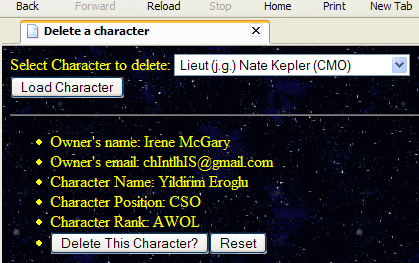 Back Forward Reload Stop Home Print New Tab
Delete a character
Select Character to delete: Lieut (j.g.) Nate Kepler (CMO)
Load Character
Owner's name: Irene McGary
Owner's email: chIntlhIS@gmail.com
Character Name: Yildirim Eroglu
Character Position: CSO
Character Rank: AWOL
Delete This Character? Reset